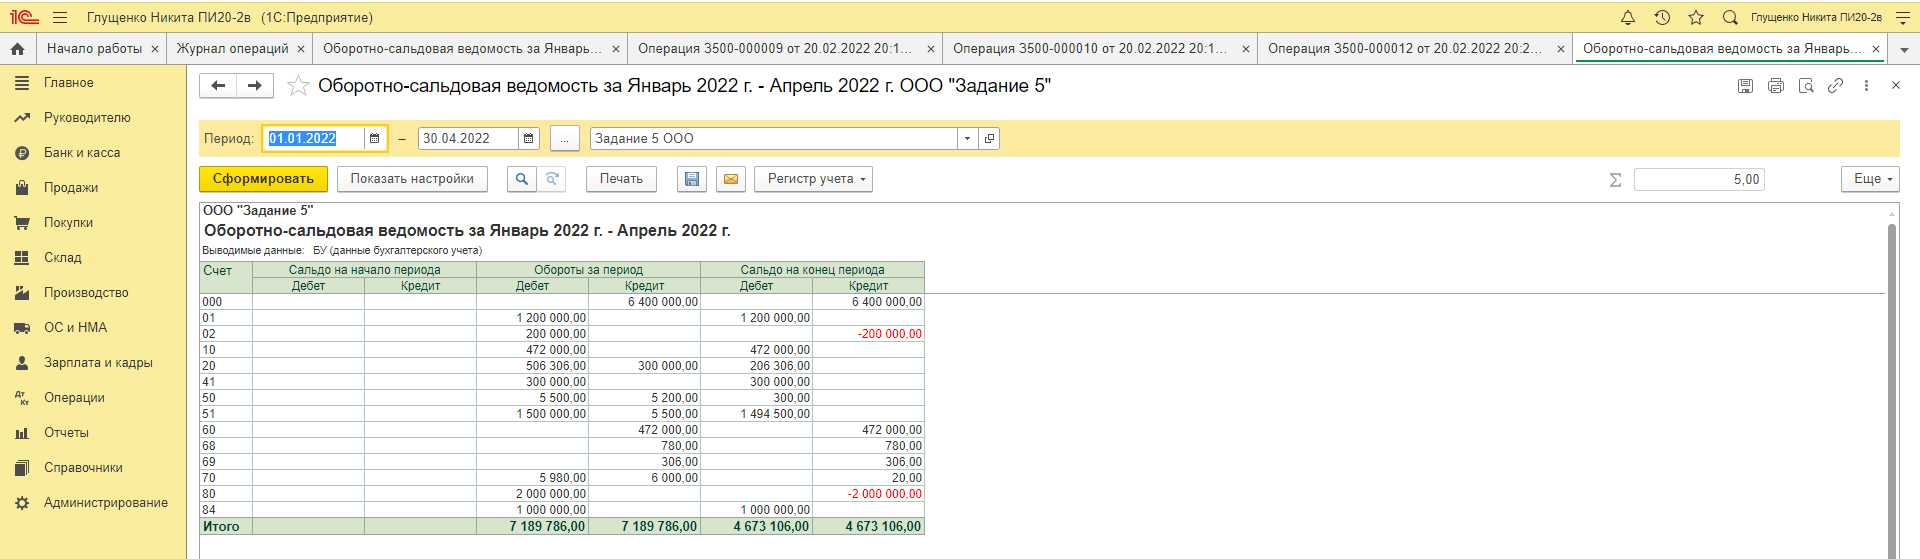 1С Глущенко Никита ПИ20-2в (1С:Предприятие) Глущенко Никита ПИ20-2в
Начало работы × Журнал операций × Оборотно-сальдовая ведомость за Январь... × Операция 3500-000009 от 20.02.2022 20:1... × Операция 3500-000010 от 20.02.2022 20:1... × Операция 3500-000012 от 20.02.2022 20:2... × Оборотно-сальдовая ведомость за Январь... ×
Главное
Руководителю
Банк и касса
Продажи
Покупки
Склад
Производство
ОС и НМА
Зарплата и кадры
Дт Кт Операции
Отчеты
Справочники
Администрирование
Оборотно-сальдовая ведомость за Январь 2022 г. - Апрель 2022 г. ООО "Задание 5"
Период: 01.01.2022 – 30.04.2022 ... Задание 5 ООО
Сформировать Показать настройки Печать Регистр учета Σ 5,00 Еще
ООО "Задание 5"
Оборотно-сальдовая ведомость за Январь 2022 г. - Апрель 2022 г.
Выводимые данные: БУ (данные бухгалтерского учета)
Счет Сальдо на начало периода Обороты за период Сальдо на конец периода
Дебет Кредит Дебет Кредит Дебет Кредит
000 6 400 000,00 6 400 000,00
01 1 200 000,00 1 200 000,00
02 200 000,00 -200 000,00
10 472 000,00 472 000,00
20 506 306,00 300 000,00 206 306,00
41 300 000,00 300 000,00
50 5 500,00 5 200,00 300,00
51 1 500 000,00 5 500,00 1 494 500,00
60 472 000,00 472 000,00
68 780,00 780,00
69 306,00 306,00
70 5 980,00 6 000,00 20,00
80 2 000 000,00 -2 000 000,00
84 1 000 000,00 1 000 000,00
Итого 7 189 786,00 7 189 786,00 4 673 106,00 4 673 106,00